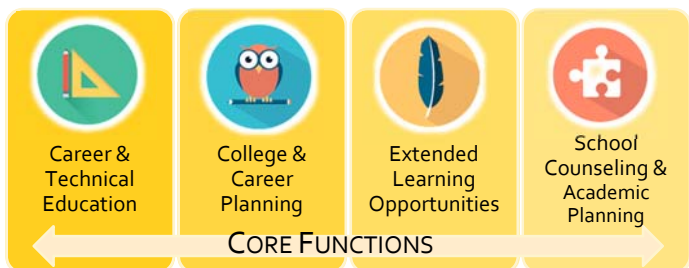 Career &
Technical
Education
College &
Career
Planning
Extended
Learning
Opportunities
School
Counseling &
Academic
Planning
CORE FUNCTIONS